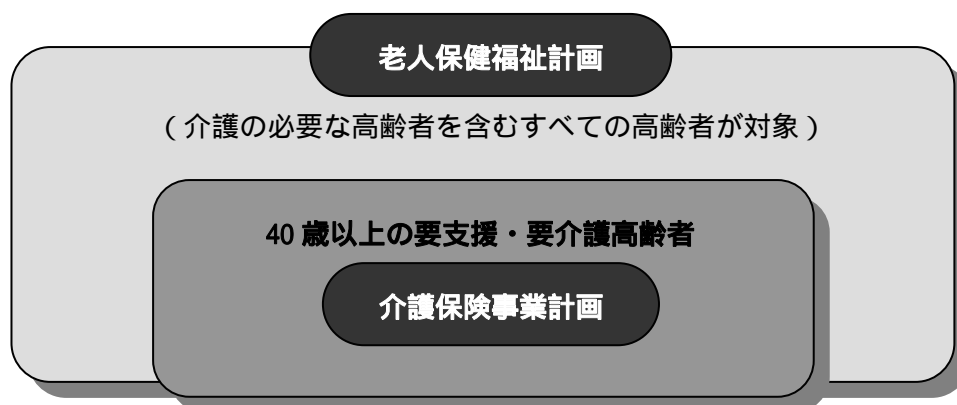 老人保健福祉計画
（介護の必要な高齢者を含むすべての高齢者が対象）
40 歳以上の要支援・要介護高齢者
介護保険事業計画